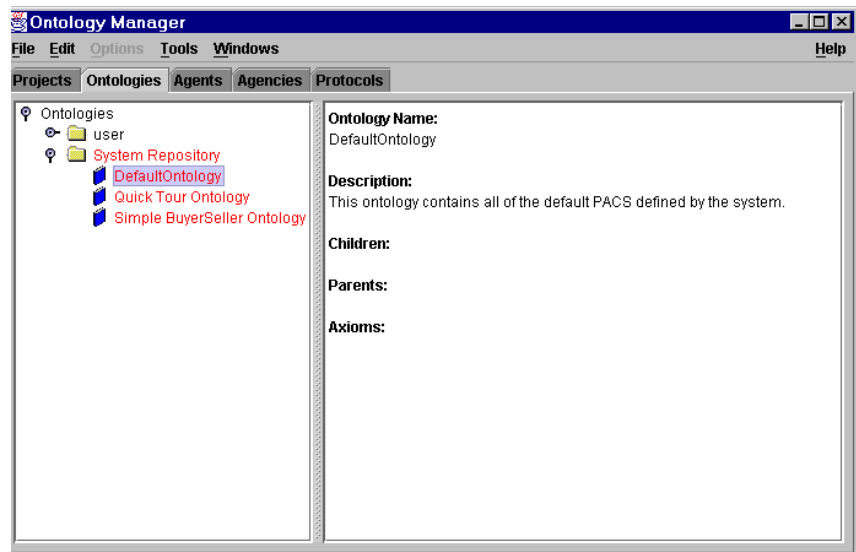 Ontology Manager
File Edit Options Tools Windows Help
Projects Ontologies Agents Agencies Protocols
Ontologies
user
System Repository
DefaultOntology
Quick Tour Ontology
Simple BuyerSeller Ontology
Ontology Name:
DefaultOntology
Description:
This ontology contains all of the default PACS defined by the system.
Children:
Parents:
Axioms: